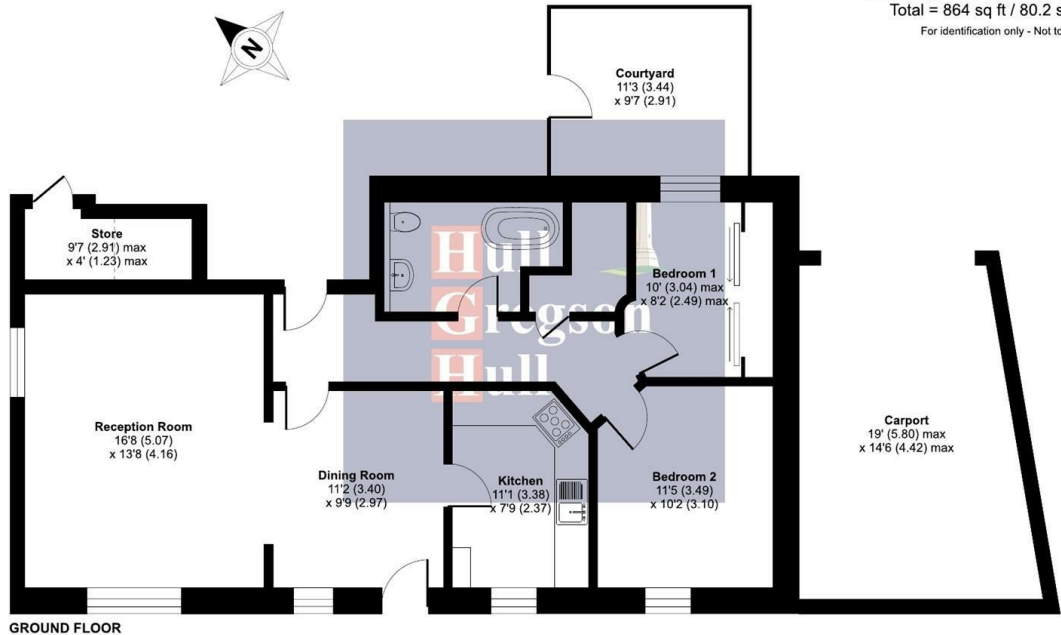 Total = 864 sq ft / 80.2 s
For identification only - Not to
N
Courtyard
11'3 (3.44)
x 9'7 (2.91)
Store
9'7 (2.91) max
x 4' (1.23) max
Hull
Gregson
Hull
Bedroom 1
10' (3.04) max
x 8'2 (2.49) max
Reception Room
16'8 (5.07)
x 13'8 (4.16)
Dining Room
11'2 (3.40)
x 9'9 (2.97)
Kitchen
11'1 (3.38)
x 7'9 (2.37)
Bedroom 2
11'5 (3.49)
x 10'2 (3.10)
Carport
19' (5.80) max
x 14'6 (4.42) max
GROUND FLOOR